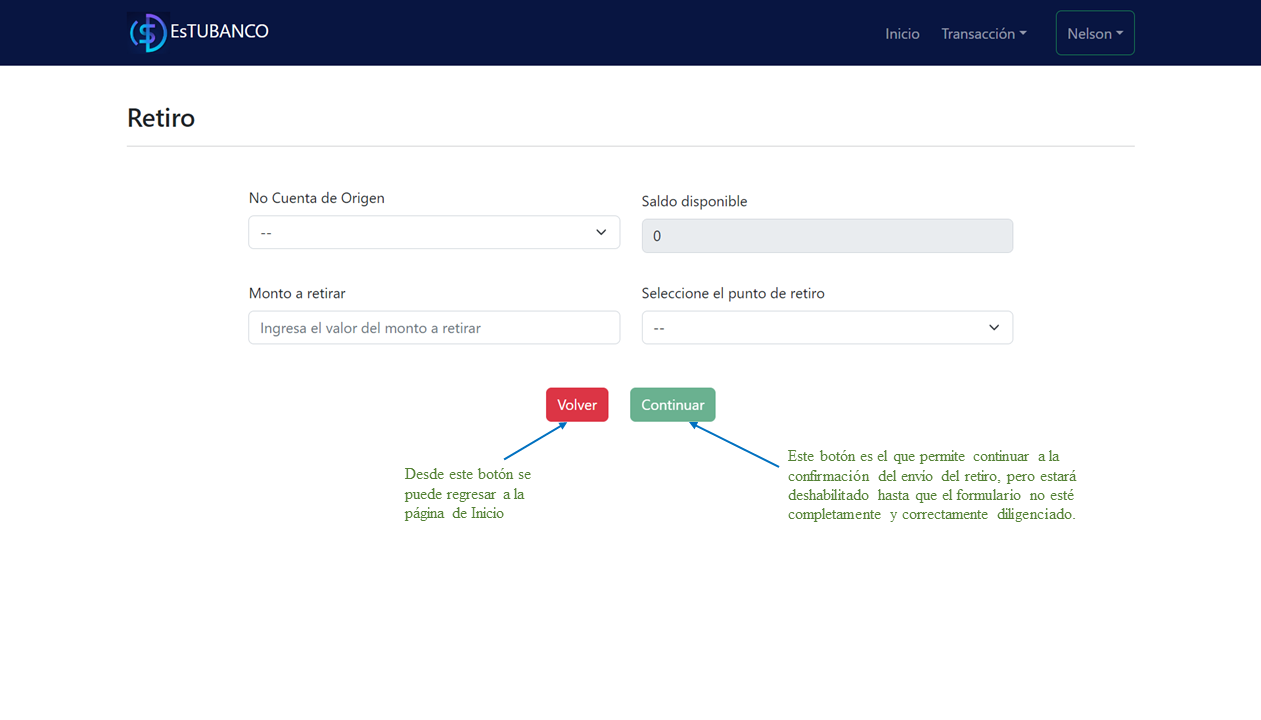 EsTUBANCO
Inicio
Transacción
Nelson
Retiro
No Cuenta de Origen
Saldo disponible
--
0
Monto a retirar
Seleccione el punto de retiro
Ingresa el valor del monto a retirar
--
Volver
Continuar
Desde este botón se
puede regresar a la
página de Inicio
Este botón es el que permite continuar a la
confirmación del envio del retiro, pero estará
deshabilitado hasta que el formulario no esté
completamente y correctamente diligenciado.